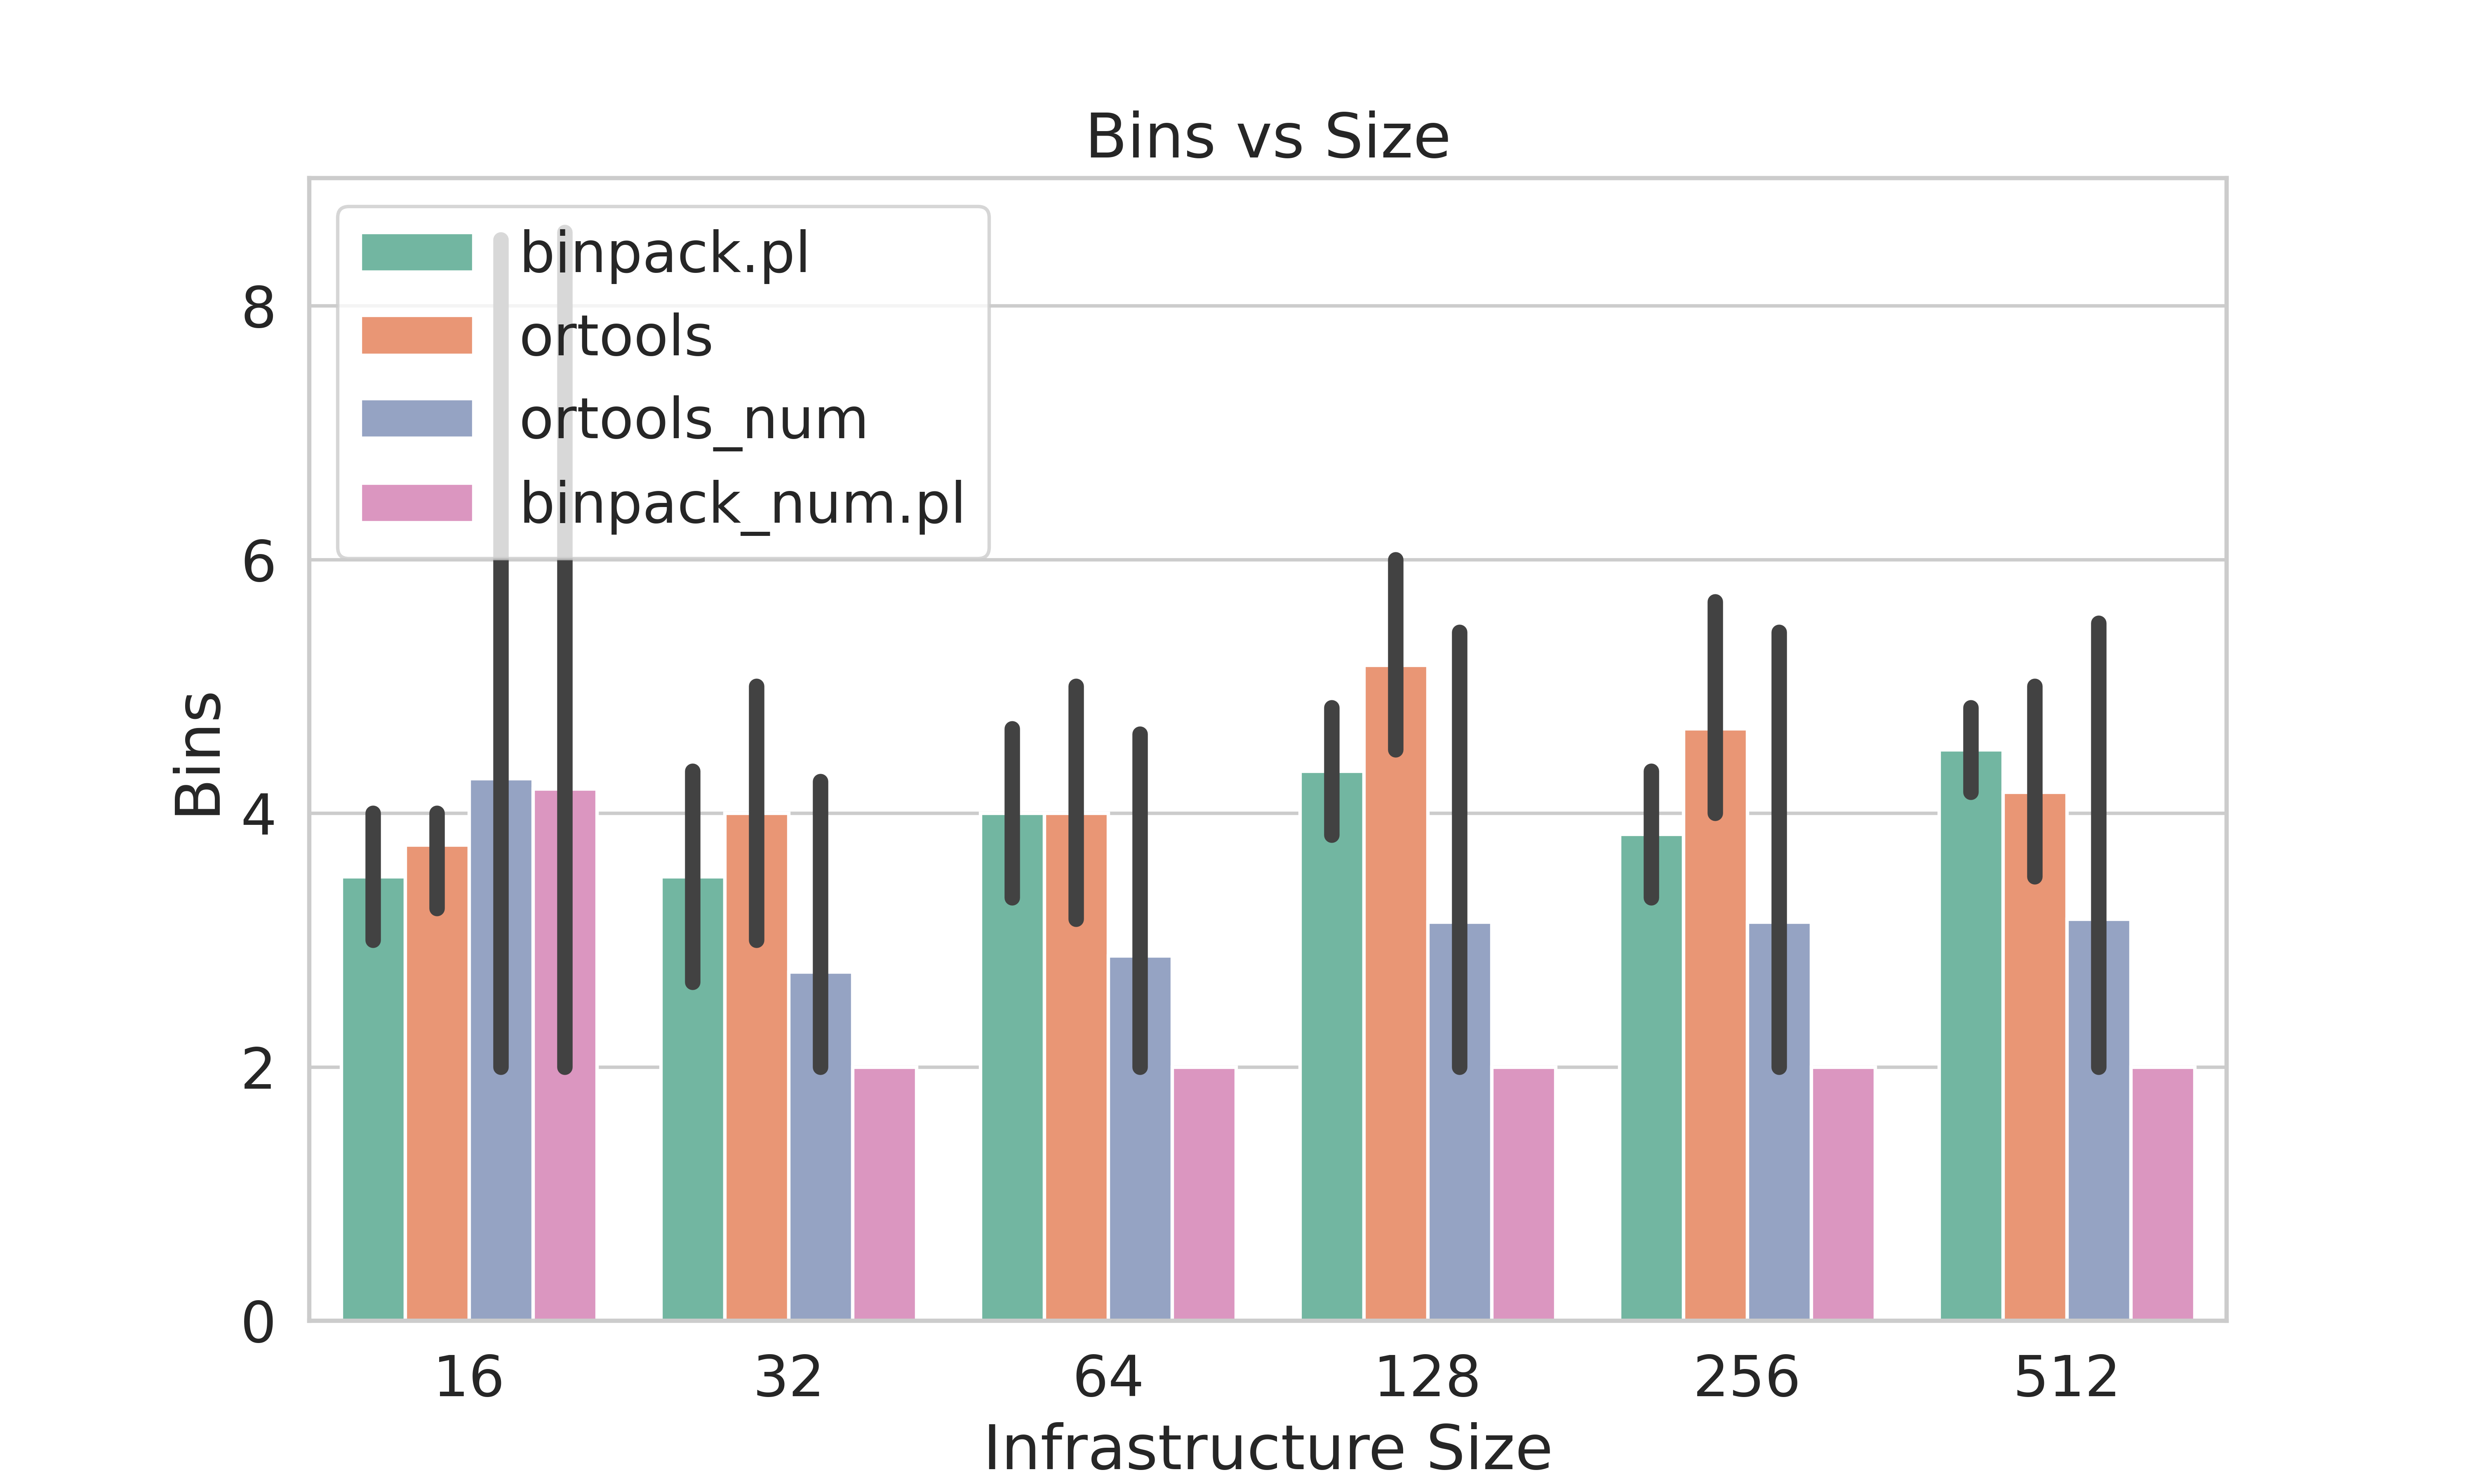 Bins vs Size
binpack.pl
ortools
ortools_num
binpack_num.pl
Bins
8
6
4
2
0
16 32 64 128 256 512
Infrastructure Size